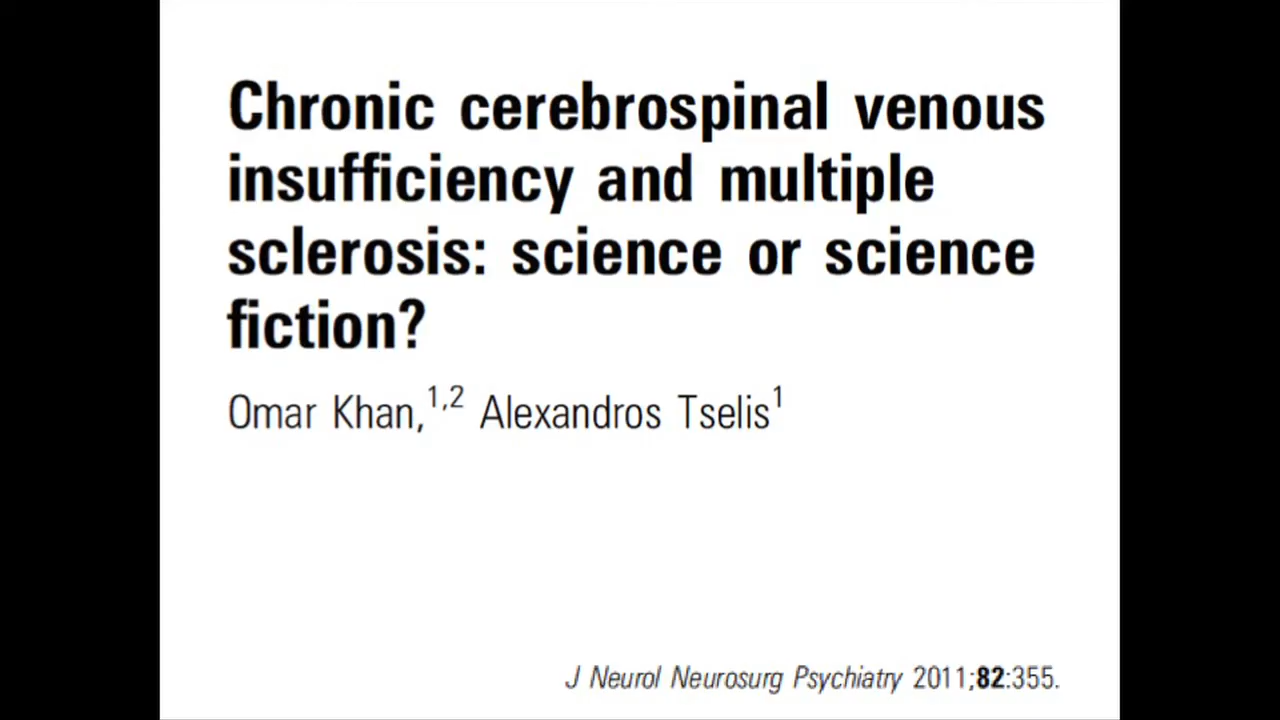 Chronic cerebrospinal venous
insufficiency and multiple
sclerosis: science or science
fiction?
Omar Khan,1,2 Alexandros Tselis1
J Neurol Neurosurg Psychiatry 2011;82:355.